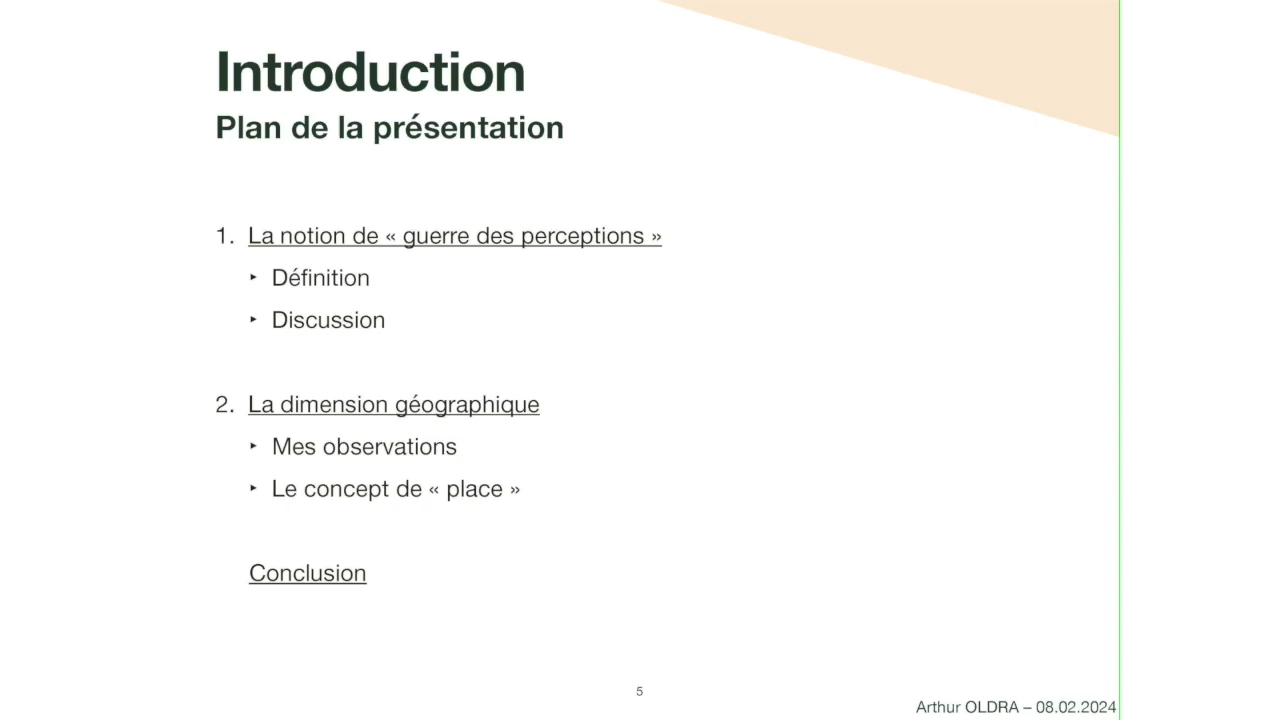 Introduction
Plan de la présentation
1. La notion de « guerre des perceptions »
‣ Définition
‣ Discussion
2. La dimension géographique
‣ Mes observations
‣ Le concept de « place »
Conclusion
5
Arthur OLDRA – 08.02.2024